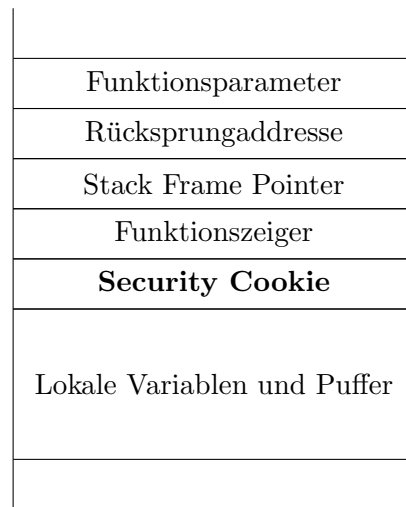 Funktionsparameter
Rücksprungaddresse
Stack Frame Pointer
Funktionszeiger
Security Cookie
Lokale Variablen und Puffer